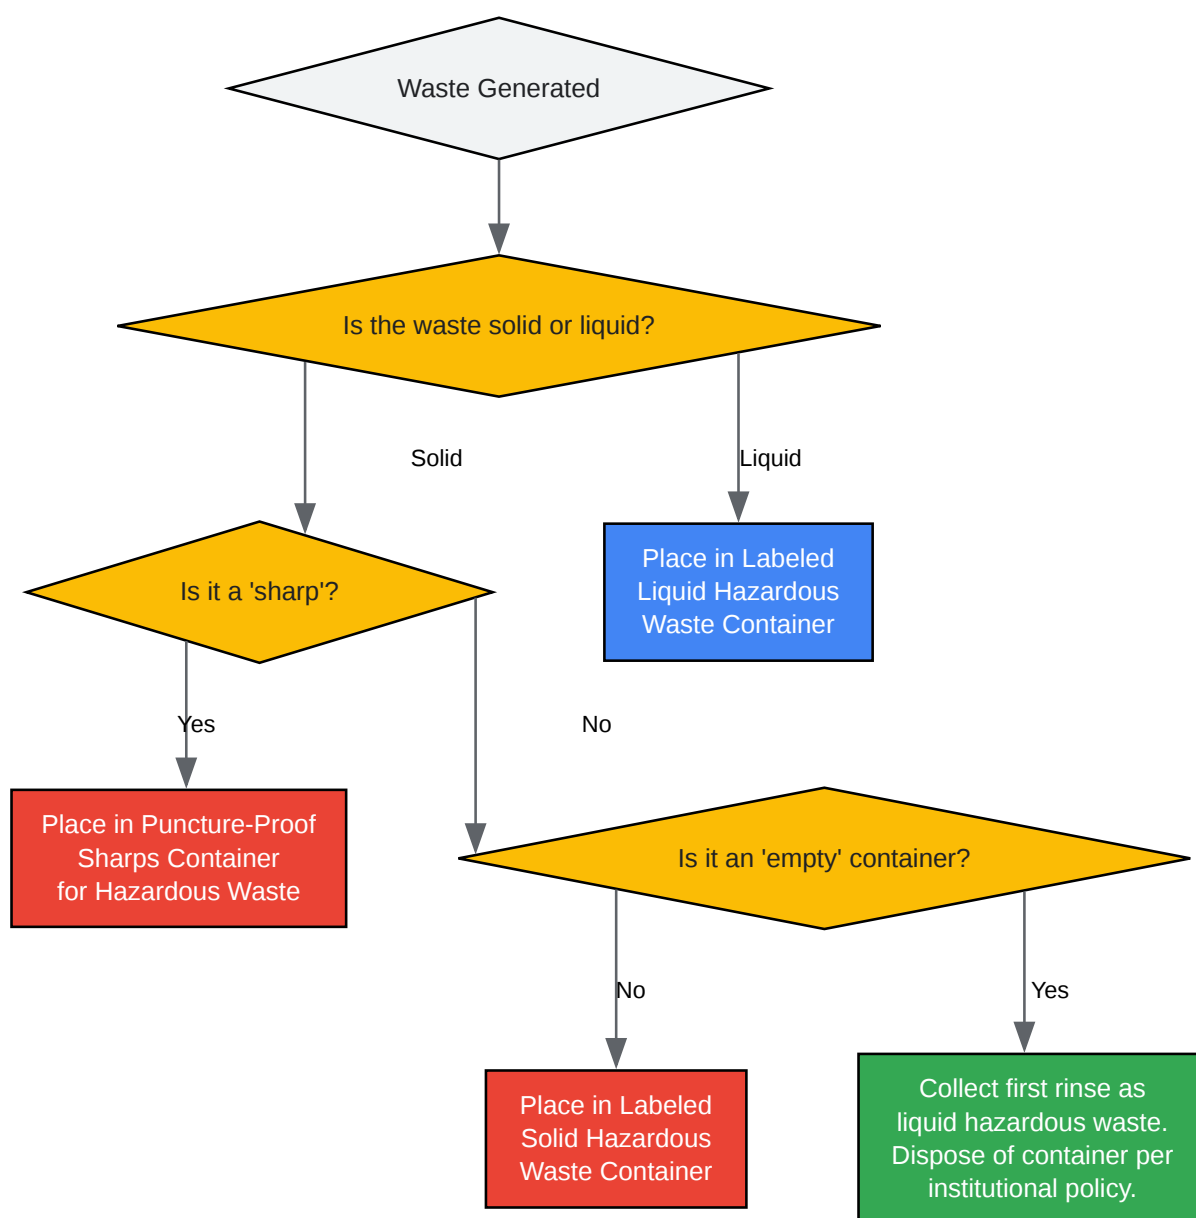 Waste Generated
Is the waste solid or liquid?
Solid
Liquid
Is it a 'sharp'?
Place in Labeled
Liquid Hazardous
Waste Container
Yes
No
Place in Puncture-Proof
Sharps Container
for Hazardous Waste
Is it an 'empty' container?
No
Yes
Place in Labeled
Solid Hazardous
Waste Container
Collect first rinse as
liquid hazardous waste.
Dispose of container per
institutional policy.